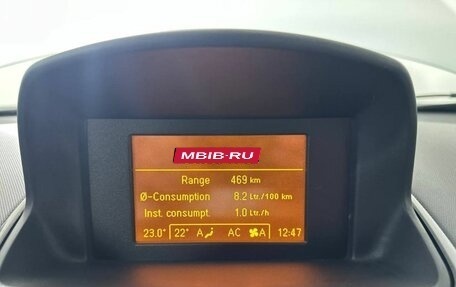 MBIB-RU
Range 469 km
Ø-Consumption 8.2 Ltr./100 km
Inst. consumpt. 1.0 Ltr./h
23.0° 22° A AC A 12:47